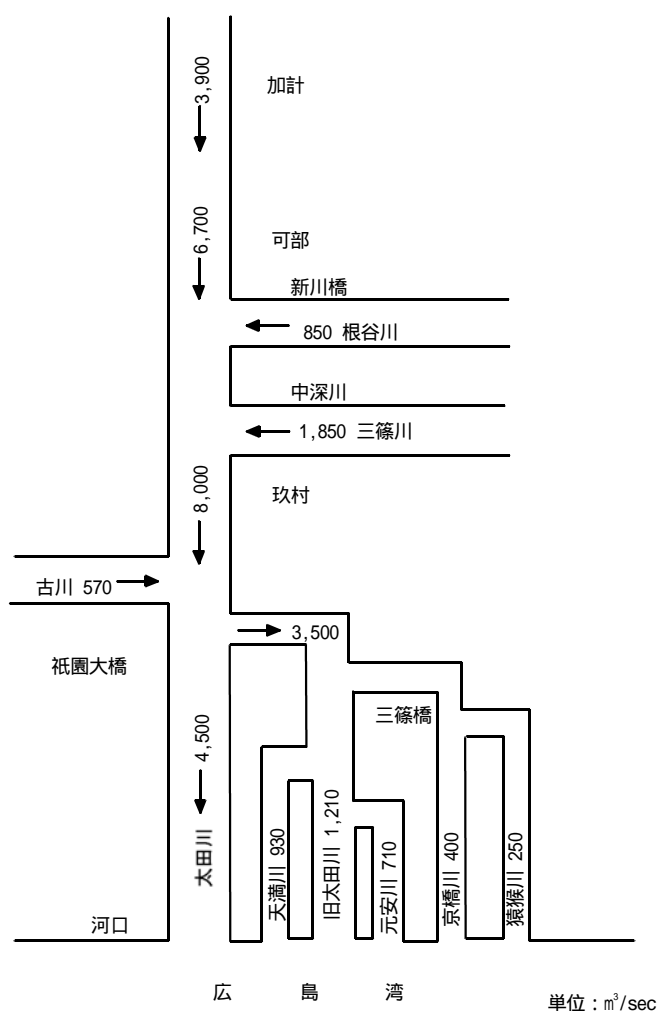 3,900
加計
6,700
可部
新川橋
850 根谷川
中深川
1,850 三篠川
8,000
玖村
古川 570
3,500
祇園大橋
三篠橋
4,500
太田川
天満川 930
旧太田川 1,210
元安川 710
京橋川 400
猿猴川 250
河口
広島湾
単位：m³/sec